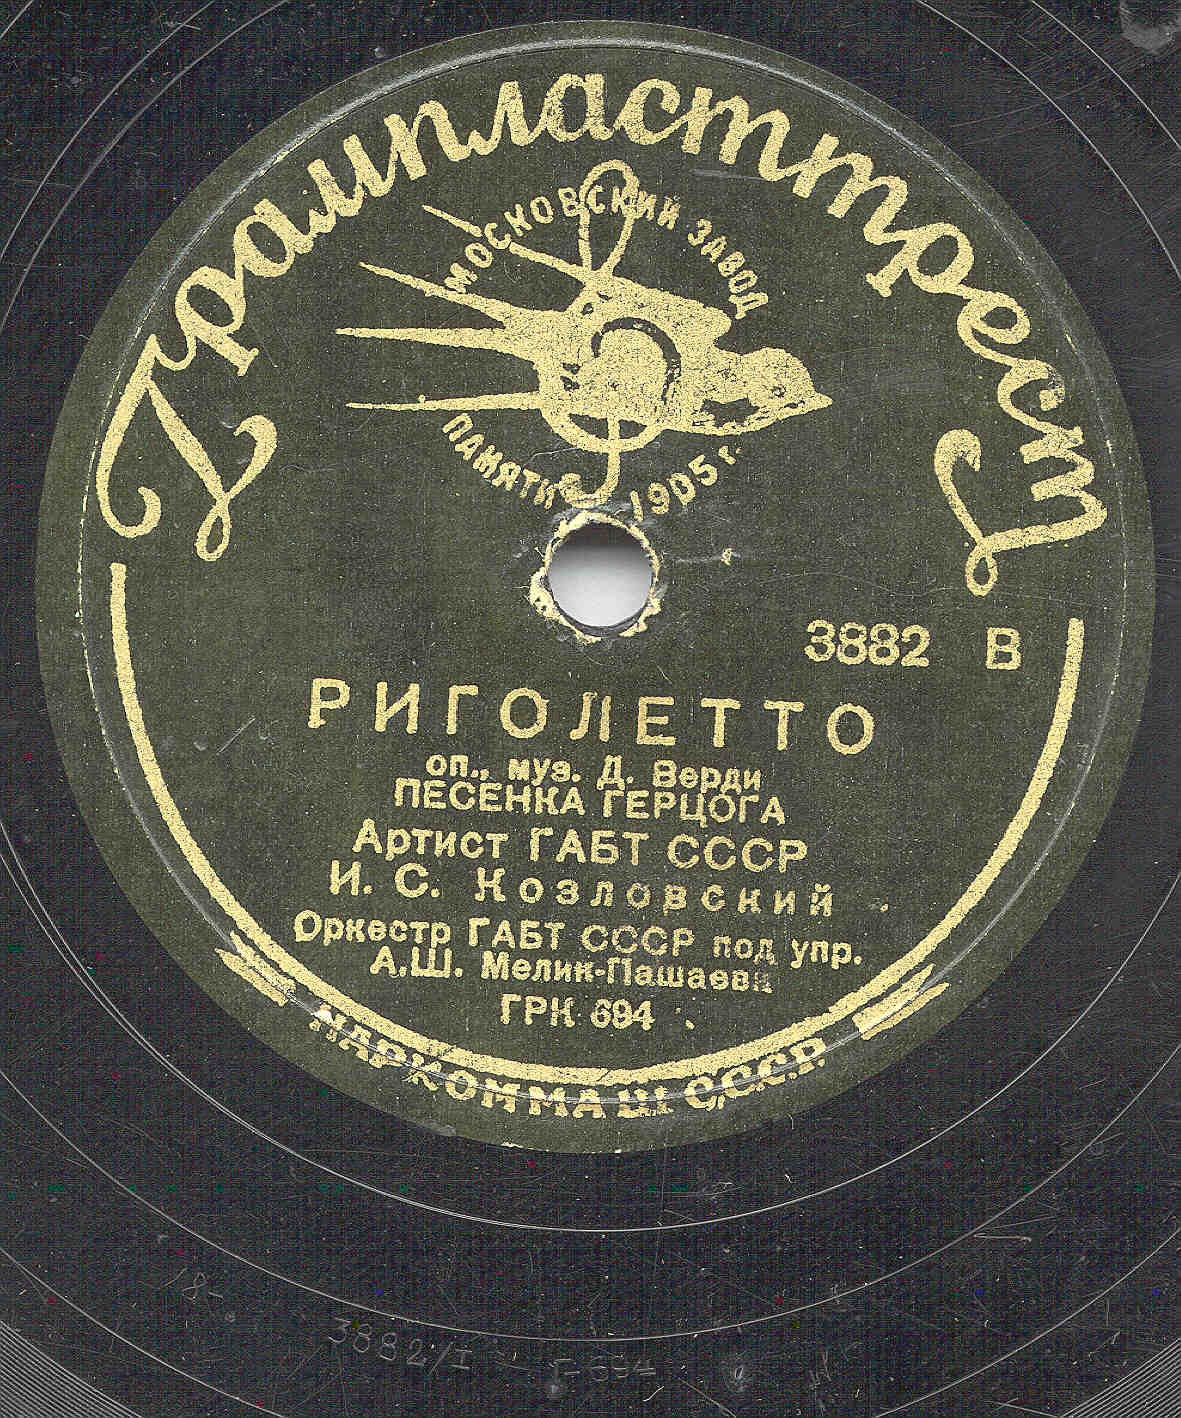 Грампласттрест
МОСКОВСКИЙ ЗАВОД
ПАМЯТИ 1905 г.
3882 В
РИГОЛЕТТО
оп., муз. Д. Верди
ПЕСЕНКА ГЕРЦОГА
Артист ГАБТ СССР
И. С. Козловский
Оркестр ГАБТ СССР под упр.
А.Ш. Мелик-Пашаева
ГРК 694
НАРКОММАШ С.С.С.Р
3882/I Г-694